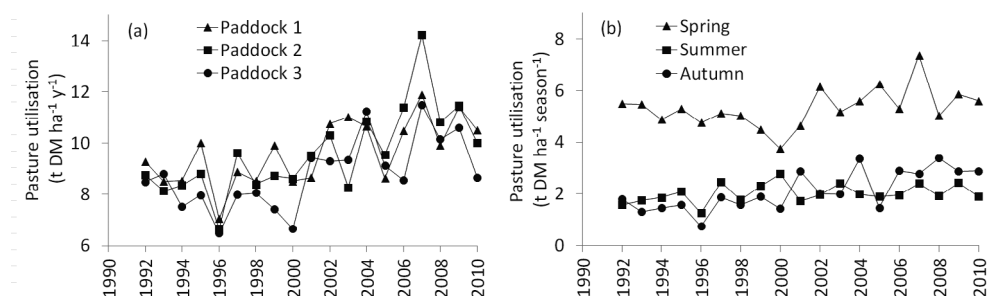 (a)
Paddock 1
Paddock 2
Paddock 3
Pasture utilisation
(t DM ha⁻¹ y⁻¹)
14
12
10
8
6
1990
1992
1994
1996
1998
2000
2002
2004
2006
2008
2010
(b)
Spring
Summer
Autumn
Pasture utilisation
(t DM ha⁻¹ season⁻¹)
8
6
4
2
0
1990
1992
1994
1996
1998
2000
2002
2004
2006
2008
2010